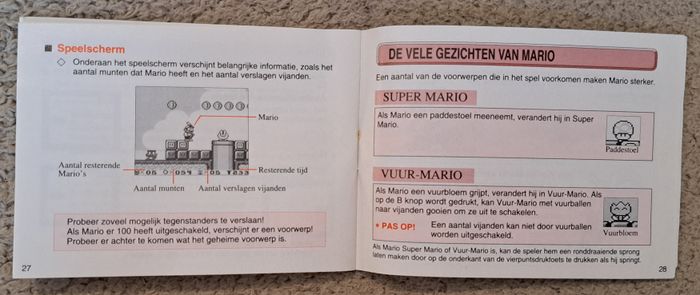 Speelscherm
◇ Onderaan het speelscherm verschijnt belangrijke informatie, zoals het
aantal munten dat Mario heeft en het aantal verslagen vijanden.
Mario
Aantal resterende
Mario's
Resterende tijd
Aantal munten
Aantal verslagen vijanden
Probeer zoveel mogelijk tegenstanders te verslaan!
Als Mario er 100 heeft uitgeschakeld, verschijnt er een voorwerp!
Probeer er achter te komen wat het geheime voorwerp is.
27
DE VELE GEZICHTEN VAN MARIO
Een aantal van de voorwerpen die in het spel voorkomen maken Mario sterker.
SUPER MARIO
Als Mario een paddestoel meeneemt, verandert hij in Super
Mario.
Paddestoel
VUUR-MARIO
Als Mario een vuurbloem grijpt, verandert hij in Vuur-Mario. Als
op de B knop wordt gedrukt, kan Vuur-Mario met vuurballen
naar vijanden gooien om ze uit te schakelen.
* PAS OP! Een aantal vijanden kan niet door vuurballen
worden uitgeschakeld.
Vuurbloem
Als Mario Super Mario of Vuur-Mario is, kan de speler hem een ronddraaiende sprong
laten maken door op de onderkant van de vierpuntsdruktoets te drukken als hij springt.
28